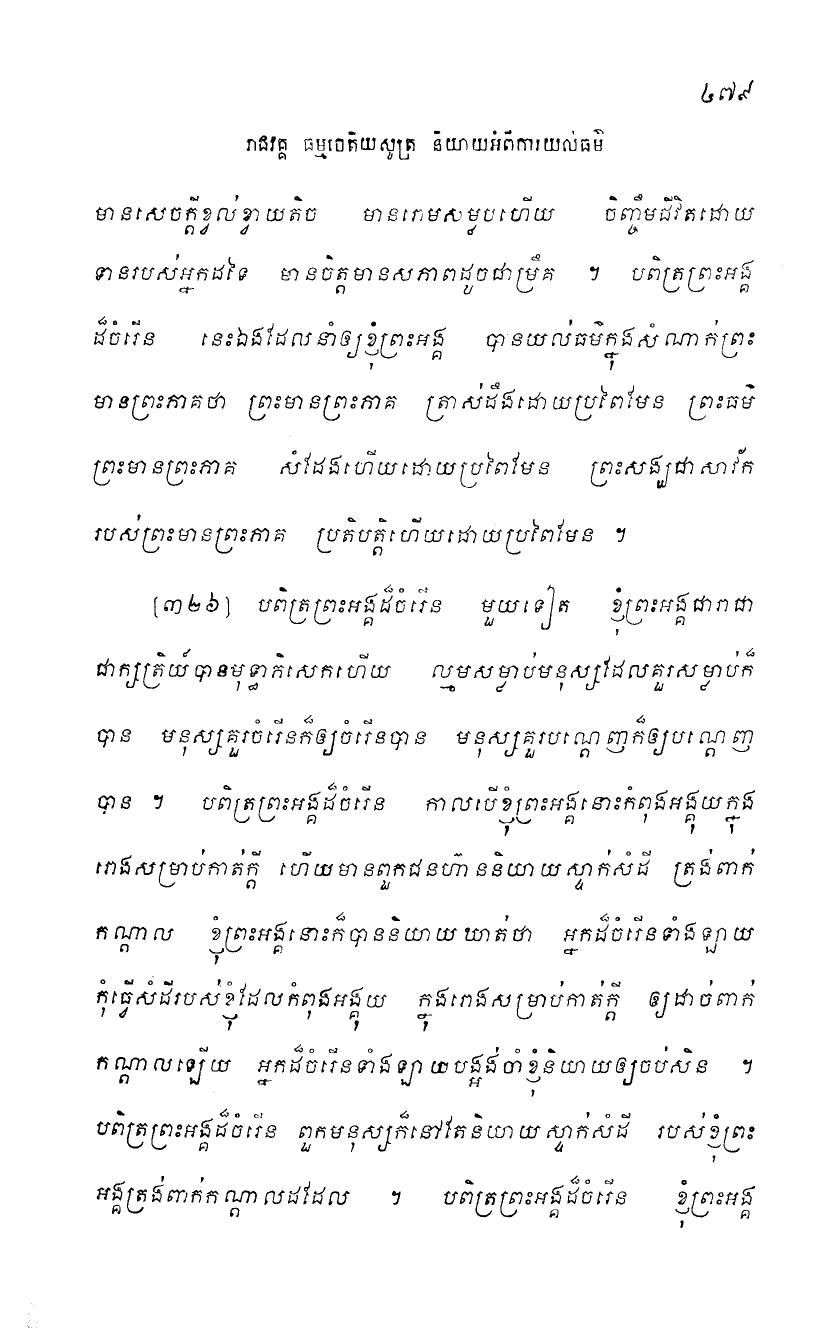 ៤៧៩
រាជវគ្គ ធម្មចេតិយសូត្រ និយាយអំពីការយល់ធម៌
មានសេចក្តីខ្វល់ខ្វាយតិច មានរោមសម្ងបហើយ ចិញ្ចឹមជីវិតដោយ
ទានរបស់អ្នកដទៃ មានចិត្តមានសភាពដូចជាម្រឹគ ។ បពិត្រព្រះអង្គ
ដ៏ចំរើន នេះឯងដែលនាំឲ្យខ្ញុំព្រះអង្គ បានយល់ធម៌ក្នុងសំណាក់ព្រះ
មានព្រះភាគថា ព្រះមានព្រះភាគ ត្រាស់ដឹងដោយប្រពៃមែន ព្រះធម៌
ព្រះមានព្រះភាគ សំដែងហើយដោយប្រពៃមែន ព្រះសង្ឃជាសាវ័ក
របស់ព្រះមានព្រះភាគ ប្រតិបត្តិហើយដោយប្រពៃមែន ។
[៣២៦] បពិត្រព្រះអង្គដ៏ចំរើន មួយទៀត ខ្ញុំព្រះអង្គជារាជា
ជាក្សត្រិយ៍បានមុទ្ធាភិសេកហើយ ល្មមសម្លាប់មនុស្សដែលគួរសម្លាប់ក៏
បាន មនុស្សគួរចំរើនក៏ឲ្យចំរើនបាន មនុស្សគួរបណ្តេញក៏ឲ្យបណ្តេញ
បាន ។ បពិត្រព្រះអង្គដ៏ចំរើន កាលបើខ្ញុំព្រះអង្គនោះកំពុងអង្គុយក្នុង
រោងសម្រាប់កាត់ក្តី ហើយមានពួកជនហ៊ាននិយាយស្ទាក់សំដី ត្រង់ពាក់
កណ្តាល ខ្ញុំព្រះអង្គនោះក៏បាននិយាយឃាត់ថា អ្នកដ៏ចំរើនទាំងឡាយ
កុំធ្វើសំដីរបស់ខ្ញុំដែលកំពុងអង្គុយ ក្នុងរោងសម្រាប់កាត់ក្តី ឲ្យដាច់ពាក់
កណ្តាលឡើយ អ្នកដ៏ចំរើនទាំងឡាយបង្អង់ចាំខ្ញុំនិយាយឲ្យចប់សិន ។
បពិត្រព្រះអង្គដ៏ចំរើន ពួកមនុស្សក៏នៅតែនិយាយស្ទាក់សំដី របស់ខ្ញុំព្រះ
អង្គត្រង់ពាក់កណ្តាលដដែល ។ បពិត្រព្រះអង្គដ៏ចំរើន ខ្ញុំព្រះអង្គ